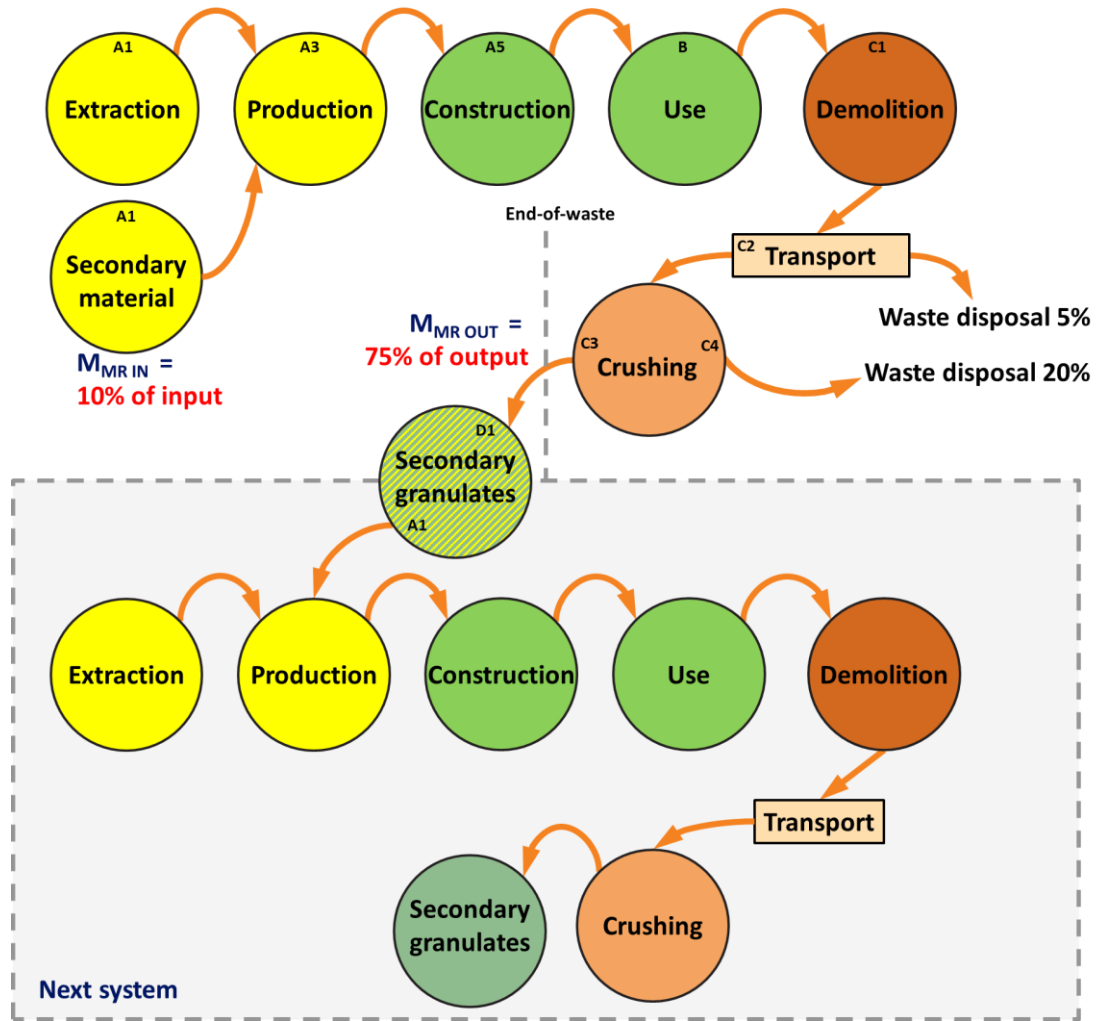 A1
Extraction
A3
Production
A5
Construction
B
Use
C1
Demolition
A1
Secondary
material
M MR IN =
10% of input
End-of-waste
C2 Transport
Waste disposal 5%
M MR OUT =
75% of output
C3
Crushing
C4
Waste disposal 20%
D1
Secondary
granulates
A1
Extraction
Production
Construction
Use
Demolition
Transport
Secondary
granulates
Crushing
Next system